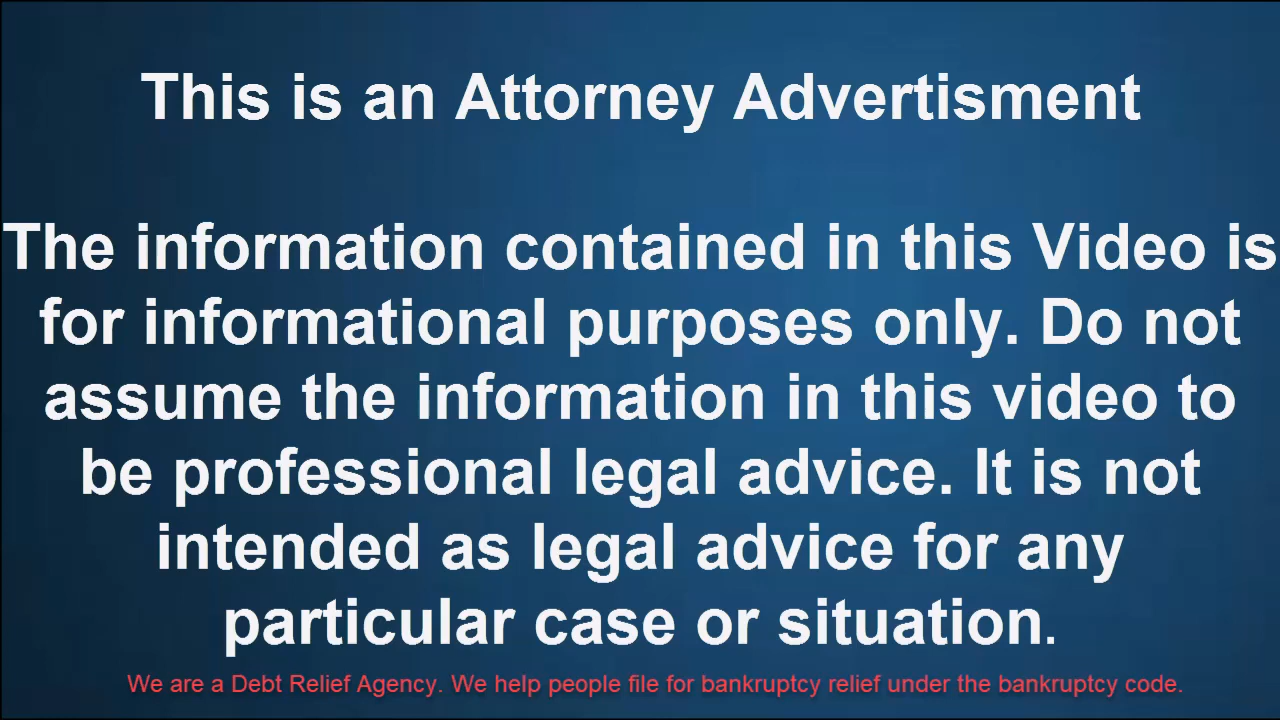 This is an Attorney Advertisment
The information contained in this Video is
for informational purposes only. Do not
assume the information in this video to
be professional legal advice. It is not
intended as legal advice for any
particular case or situation.
We are a Debt Relief Agency. We help people file for bankruptcy relief under the bankruptcy code.